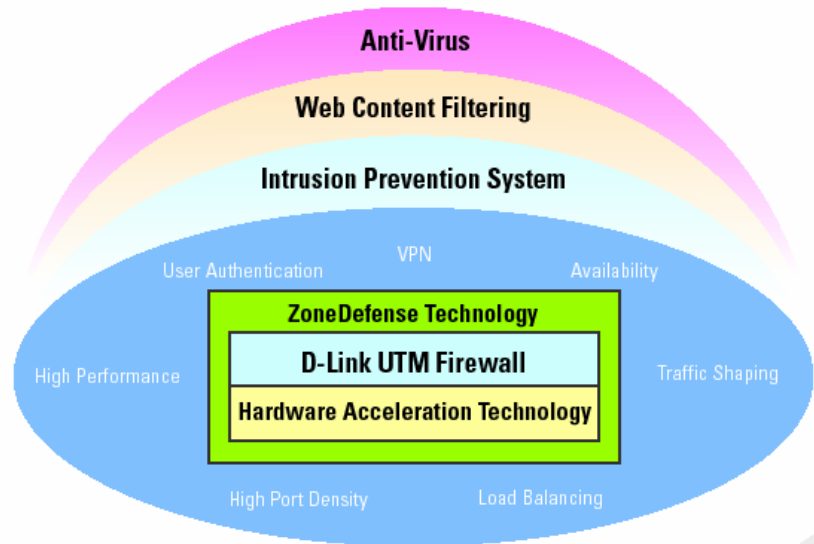 Anti-Virus
Web Content Filtering
Intrusion Prevention System
VPN
User Authentication
Availability
ZoneDefense Technology
D-Link UTM Firewall
High Performance
Traffic Shaping
Hardware Acceleration Technology
High Port Density
Load Balancing